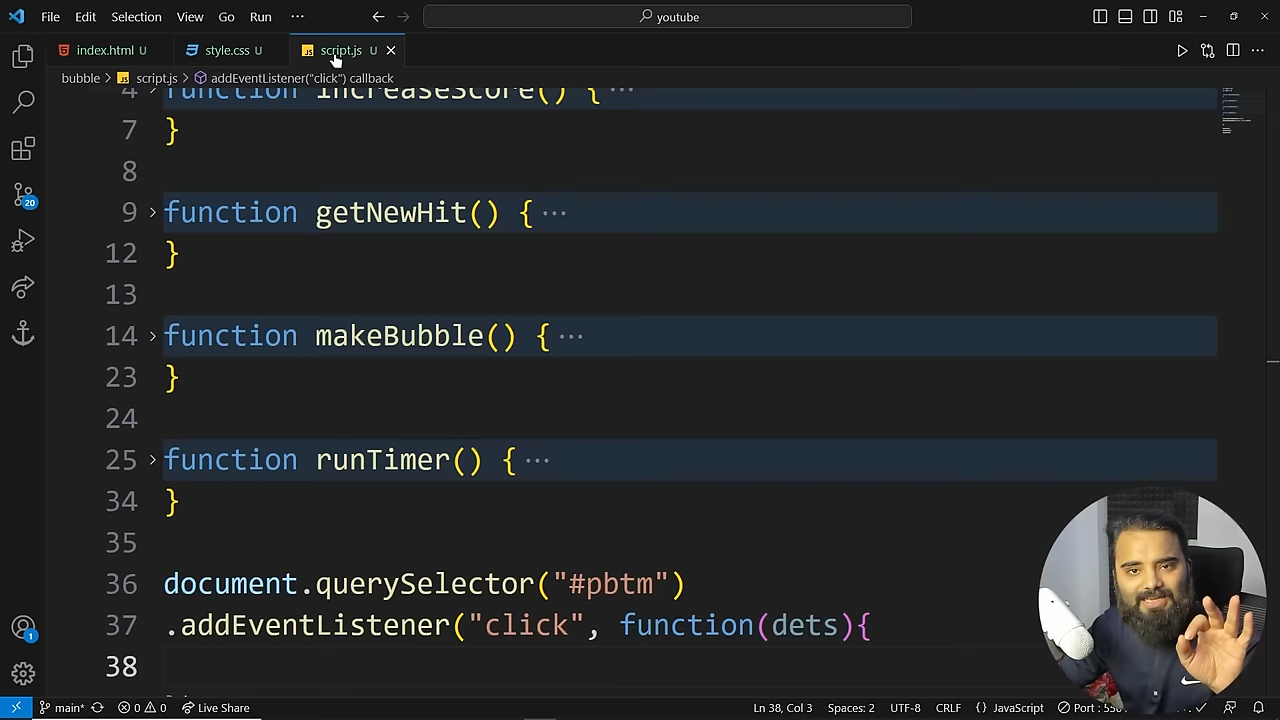 File Edit Selection View Go Run ··· youtube
index.html U style.css U script.js U
bubble > script.js > addEventListener("click") callback
4 function increaseScore() { ···
7 }
8
9 function getNewHit() { ···
12 }
13
14 function makeBubble() { ···
23 }
24
25 function runTimer() { ···
34 }
35
36 document.querySelector("#pbtm")
37 .addEventListener("click", function(dets){
38
20
1
main* 0 0 Live Share Ln 38, Col 3 Spaces: 2 UTF-8 CRLF {} JavaScript